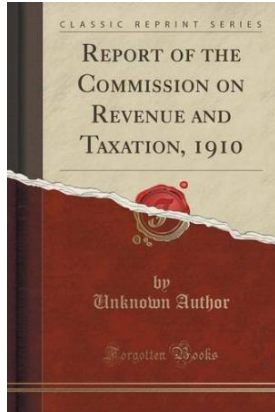 CLASSIC REPRINT SERIES
REPORT OF THE
COMMISSION ON
REVENUE AND
TAXATION, 1910
by
Unknown Author
Forgotten Books